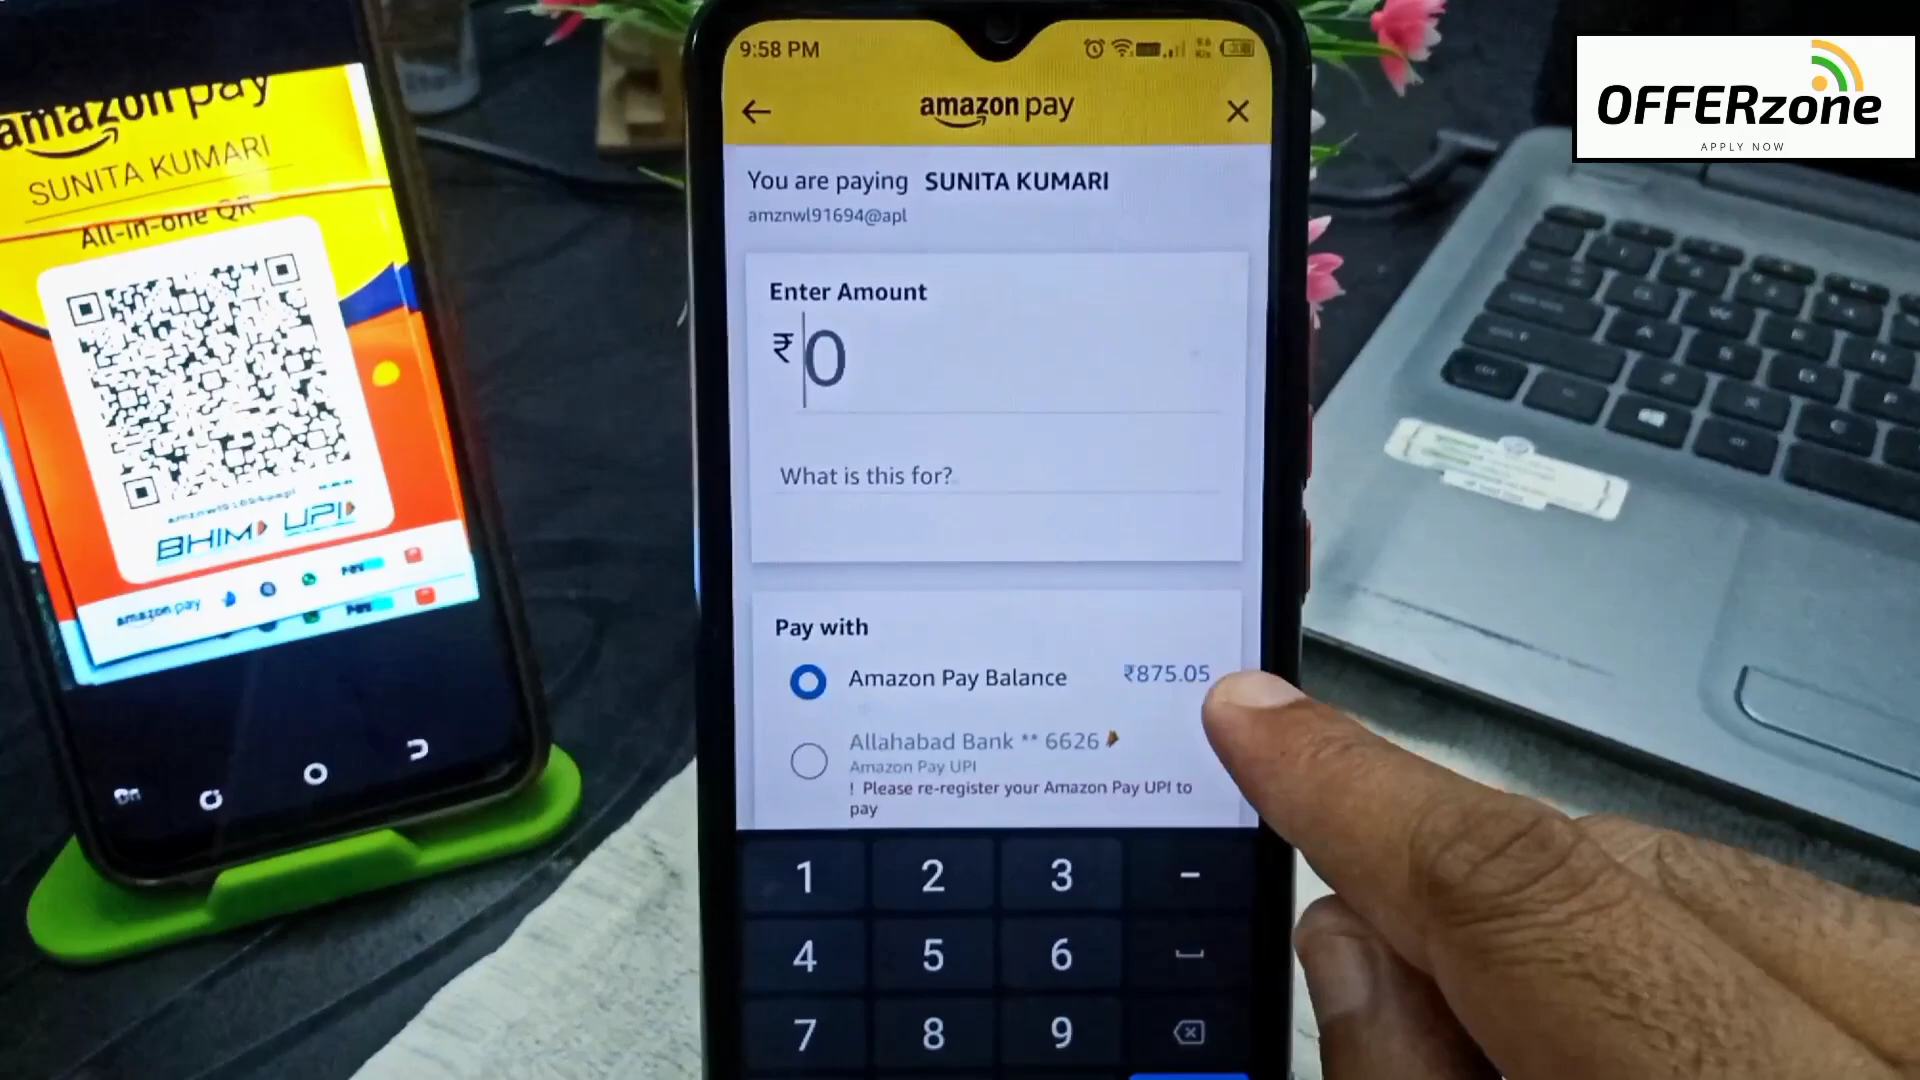 amazon pay
SUNITA KUMARI
All-in-one QR
BHIM UPI
amazon pay
9:58 PM
amazon pay
You are paying SUNITA KUMARI
amznwl91694@apl
Enter Amount
₹ 0
What is this for?
Pay with
Amazon Pay Balance ₹875.05
Allahabad Bank ** 6626
Amazon Pay UPI
! Please re-register your Amazon Pay UPI to
pay
1 2 3 –
4 5 6
7 8 9
OFFERzone
APPLY NOW